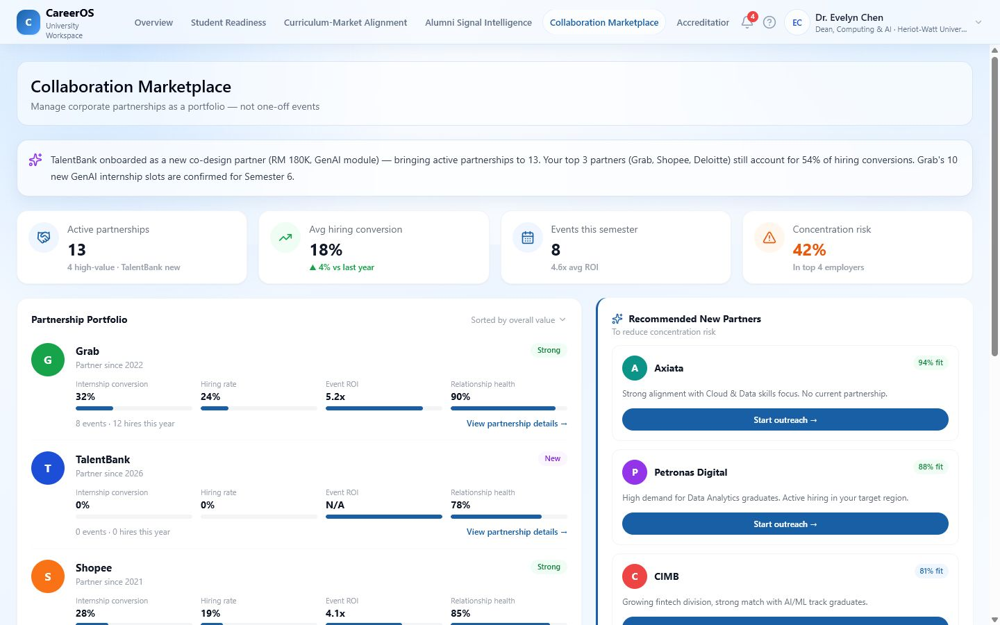 C
CareerOS
University
Workspace
Overview
Student Readiness
Curriculum-Market Alignment
Alumni Signal Intelligence
Collaboration Marketplace
Accreditation
4
?
EC
Dr. Evelyn Chen
Dean, Computing & AI · Heriot-Watt Univer...
Collaboration Marketplace
Manage corporate partnerships as a portfolio — not one-off events
TalentBank onboarded as a new co-design partner (RM 180K, GenAI module) — bringing active partnerships to 13. Your top 3 partners (Grab, Shopee, Deloitte) still account for 54% of hiring conversions. Grab's 10
new GenAI internship slots are confirmed for Semester 6.
Active partnerships
13
4 high-value · TalentBank new
Avg hiring conversion
18%
▲ 4% vs last year
Events this semester
8
4.6x avg ROI
Concentration risk
42%
In top 4 employers
Partnership Portfolio
Sorted by overall value
G
Grab
Partner since 2022
Strong
Internship conversion
32%
Hiring rate
24%
Event ROI
5.2x
Relationship health
90%
8 events · 12 hires this year
View partnership details →
T
TalentBank
Partner since 2026
New
Internship conversion
0%
Hiring rate
0%
Event ROI
N/A
Relationship health
78%
0 events · 0 hires this year
View partnership details →
S
Shopee
Partner since 2021
Strong
Internship conversion
28%
Hiring rate
19%
Event ROI
4.1x
Relationship health
85%
Recommended New Partners
To reduce concentration risk
A
Axiata
94% fit
Strong alignment with Cloud & Data skills focus. No current partnership.
Start outreach →
P
Petronas Digital
88% fit
High demand for Data Analytics graduates. Active hiring in your target region.
Start outreach →
C
CIMB
81% fit
Growing fintech division, strong match with AI/ML track graduates.